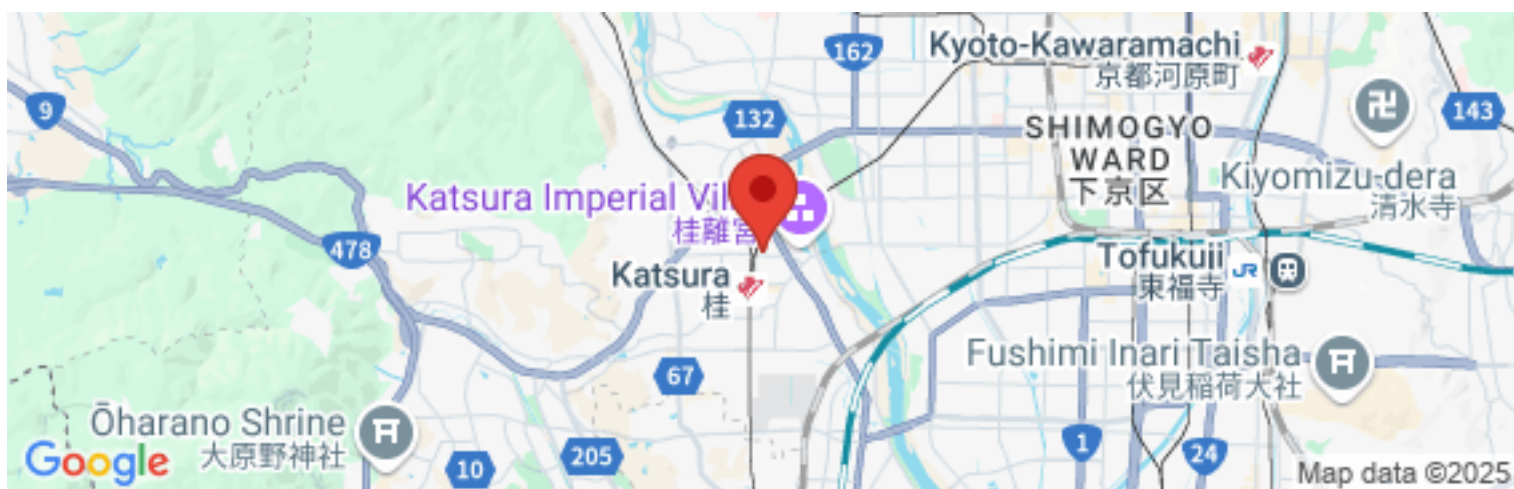 162
Kyoto-Kawaramachi
京都河原町
9
132
143
SHIMOGYO
WARD
下京区
卍
Kiyomizu-dera
清水寺
Katsura Imperial Vil
桂離宮
478
Katsura
桂
Tofukuji
東福寺
JR
67
Fushimi Inari Taisha
伏見稲荷大社
Ōharano Shrine
大原野神社
10
205
1
24
Google
Map data ©2025